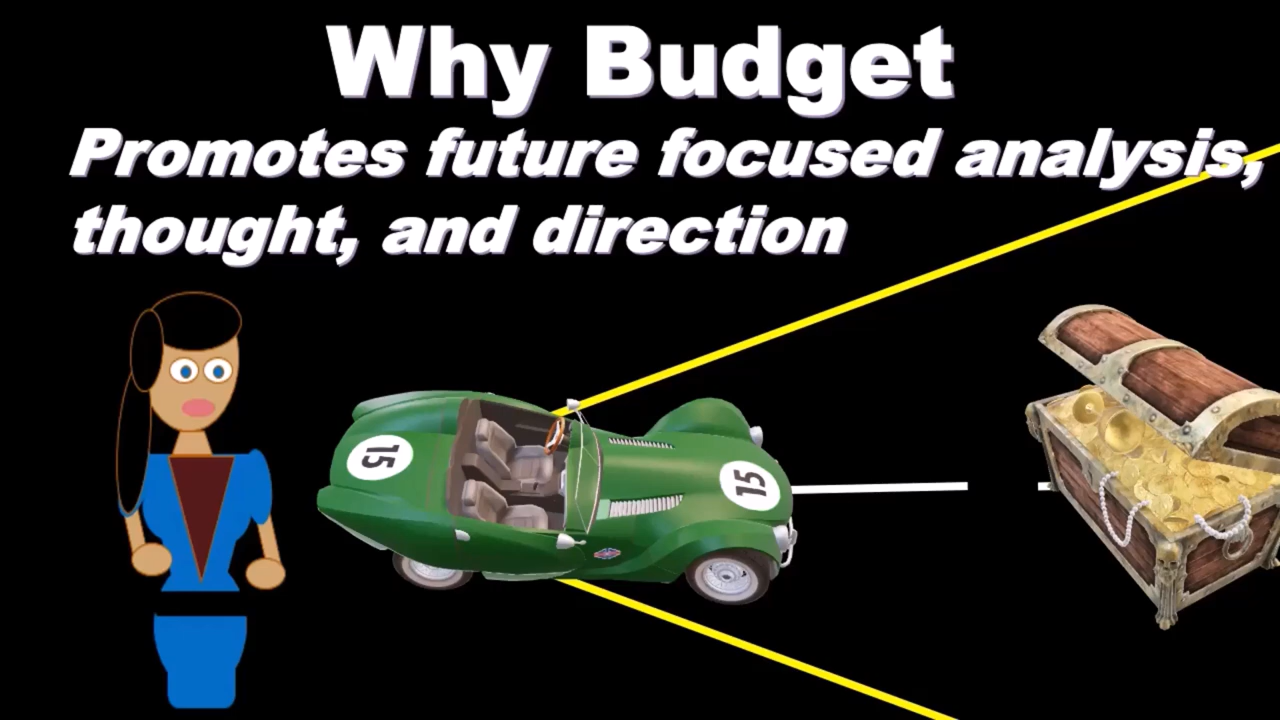 Why Budget
Promotes future focused analysis,
thought, and direction
15
15